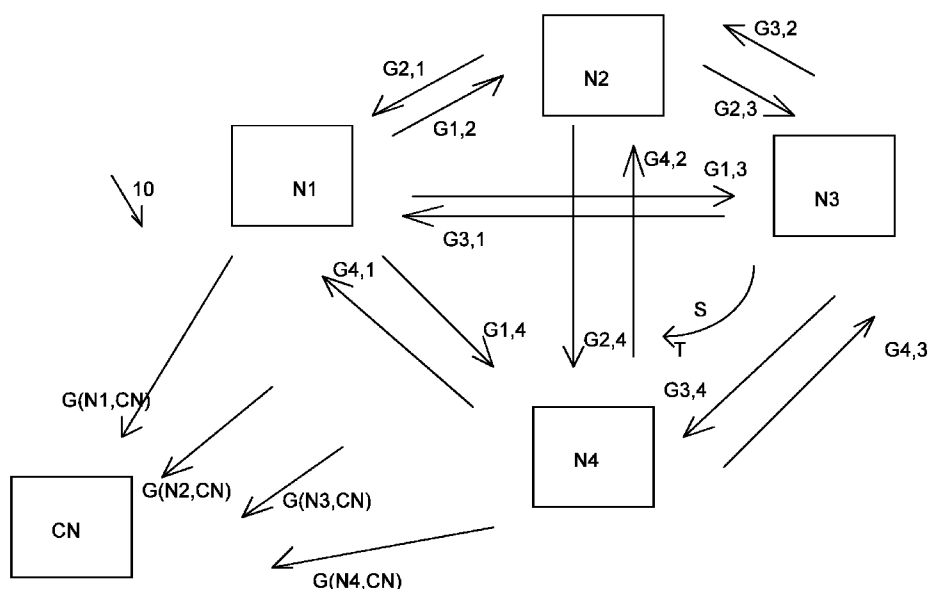 G3,2
N2
G2,1
G2,3
G1,2
G4,2
G1,3
10
N1
N3
G3,1
G4,1
S
G1,4
G2,4
T
G4,3
G3,4
G(N1,CN)
N4
G(N2,CN)
G(N3,CN)
CN
G(N4,CN)